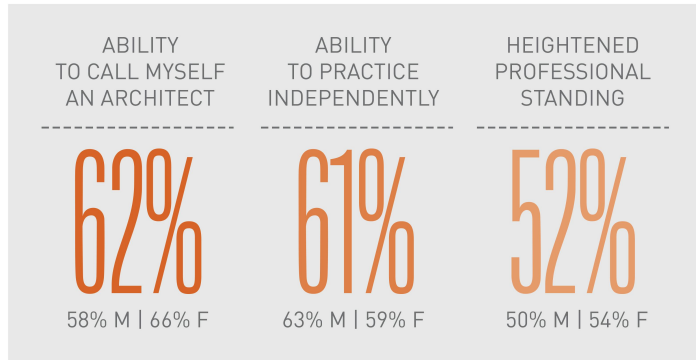 ABILITY
TO CALL MYSELF
AN ARCHITECT
62%
58% M | 66% F
ABILITY
TO PRACTICE
INDEPENDENTLY
61%
63% M | 59% F
HEIGHTENED
PROFESSIONAL
STANDING
52%
50% M | 54% F